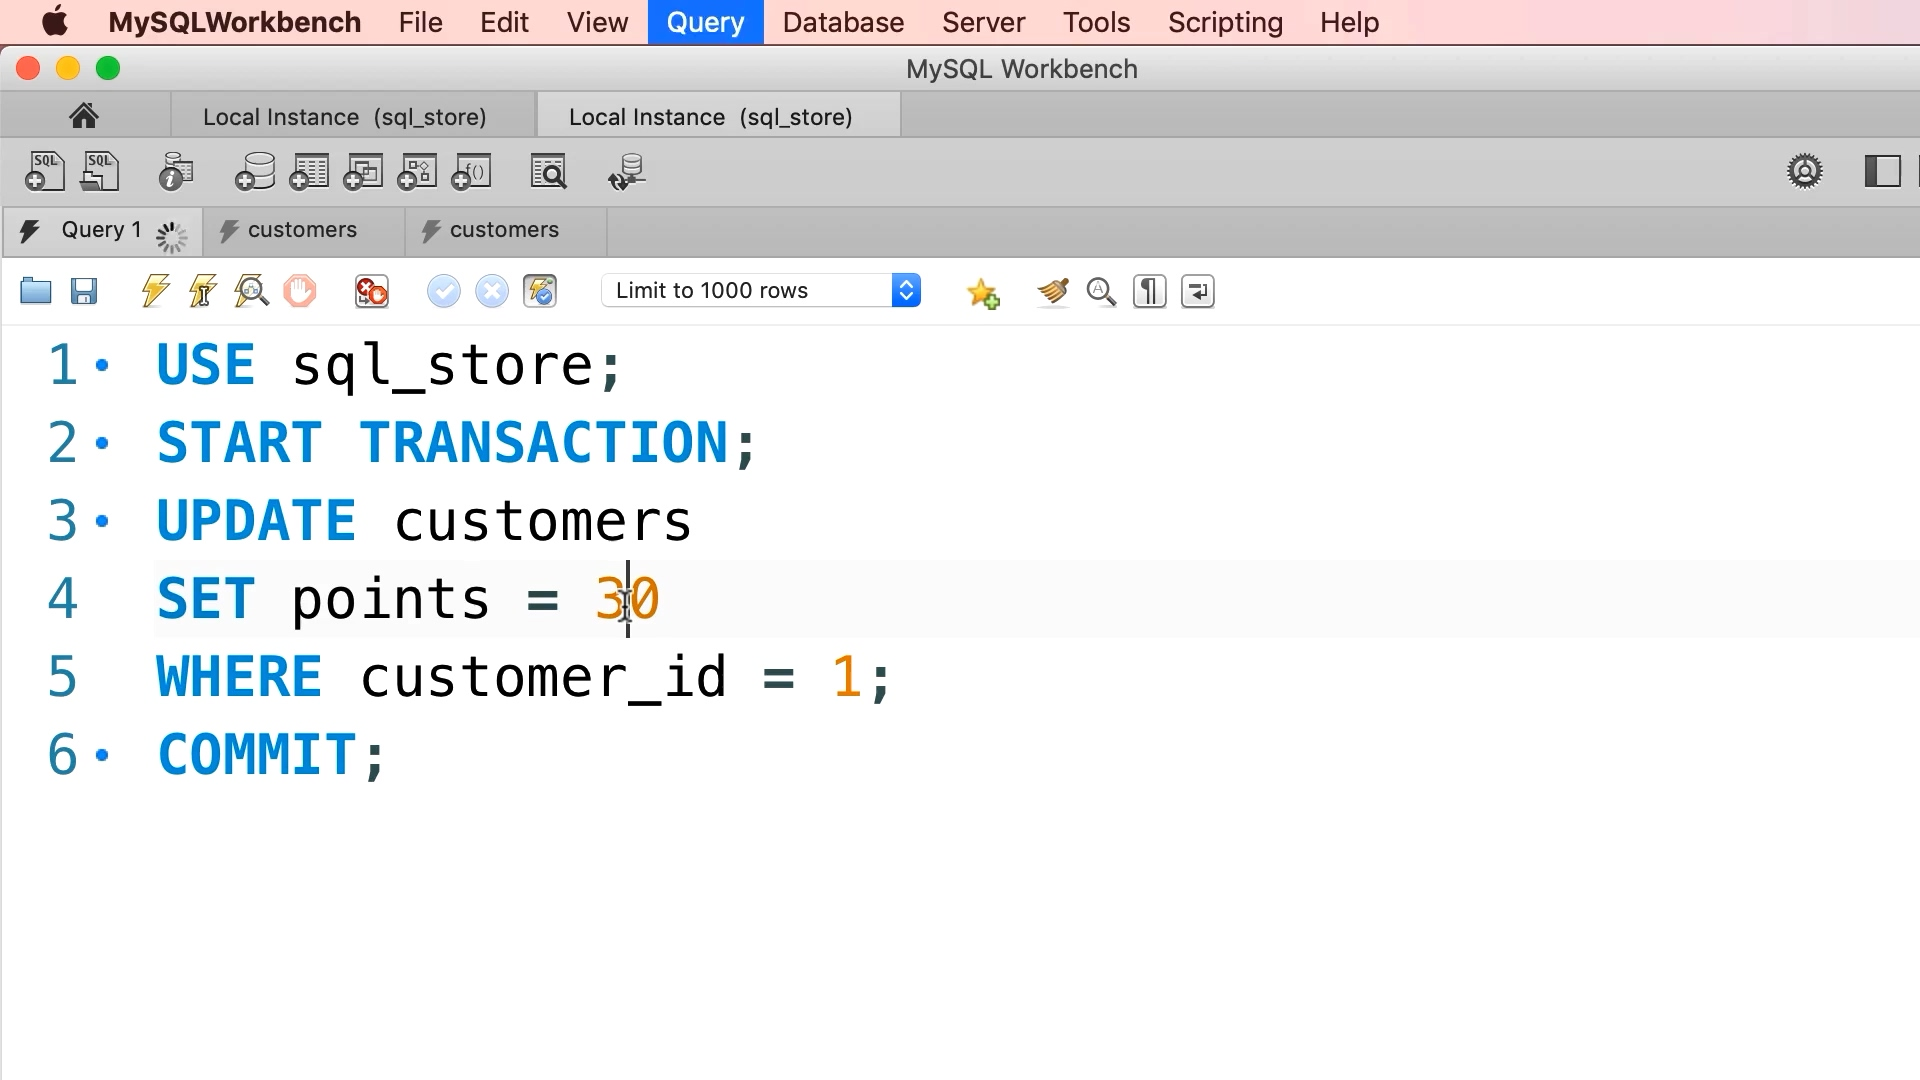 MySQLWorkbench File Edit View Query Database Server Tools Scripting Help
MySQL Workbench
Local Instance (sql_store) Local Instance (sql_store)
SQL SQL
Query 1 customers customers
Limit to 1000 rows
1 USE sql_store;
2 START TRANSACTION;
3 UPDATE customers
4 SET points = 30
5 WHERE customer_id = 1;
6 COMMIT;